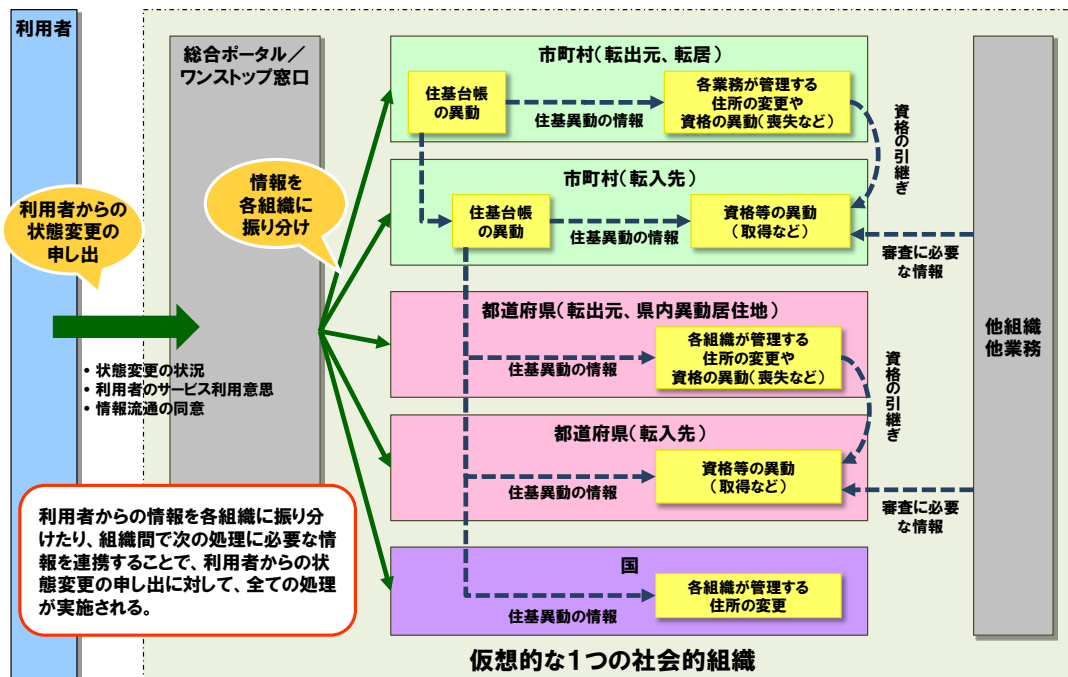 利用者
利用者からの
状態変更の
申し出
• 状態変更の状況
• 利用者のサービス利用意思
• 情報流通の同意
総合ポータル／
ワンストップ窓口
情報を
各組織に
振り分け
市町村（転出元、転居）
住基台帳
の異動
住基異動の情報
各業務が管理する
住所の変更や
資格の異動（喪失など）
資格の引継ぎ
市町村（転入先）
住基台帳
の異動
住基異動の情報
資格等の異動
（取得など）
審査に必要
な情報
都道府県（転出元、県内異動居住地）
住基異動の情報
各組織が管理する
住所の変更や
資格の異動（喪失など）
資格の引継ぎ
都道府県（転入先）
住基異動の情報
資格等の異動
（取得など）
審査に必要
な情報
国
住基異動の情報
各組織が管理する
住所の変更
他組織
他業務
利用者からの情報を各組織に振り分
けたり、組織間で次の処理に必要な情
報を連携することで、利用者からの状
態変更の申し出に対して、全ての処理
が実施される。
仮想的な１つの社会的組織